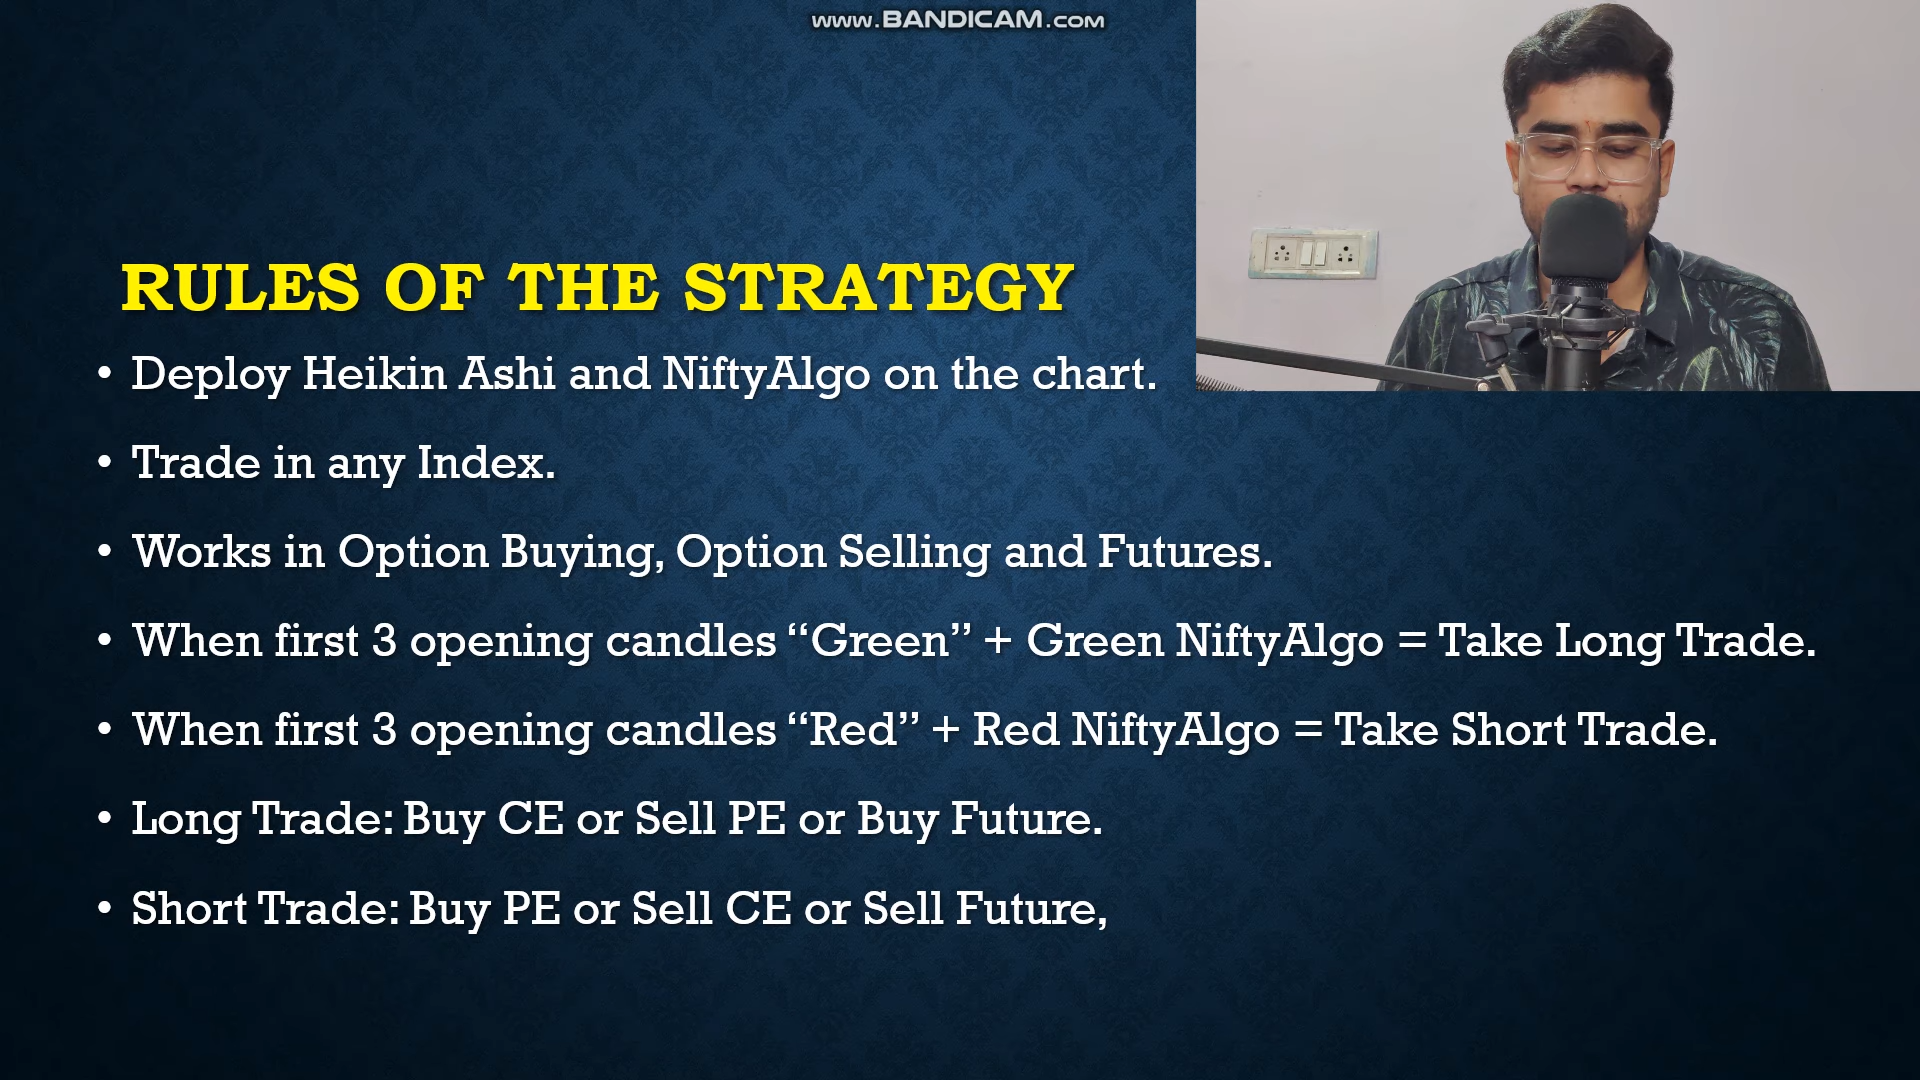 www.BANDICAM.com
RULES OF THE STRATEGY
• Deploy Heikin Ashi and NiftyAlgo on the chart.
• Trade in any Index.
• Works in Option Buying, Option Selling and Futures.
• When first 3 opening candles “Green” + Green NiftyAlgo = Take Long Trade.
• When first 3 opening candles “Red” + Red NiftyAlgo = Take Short Trade.
• Long Trade: Buy CE or Sell PE or Buy Future.
• Short Trade: Buy PE or Sell CE or Sell Future,